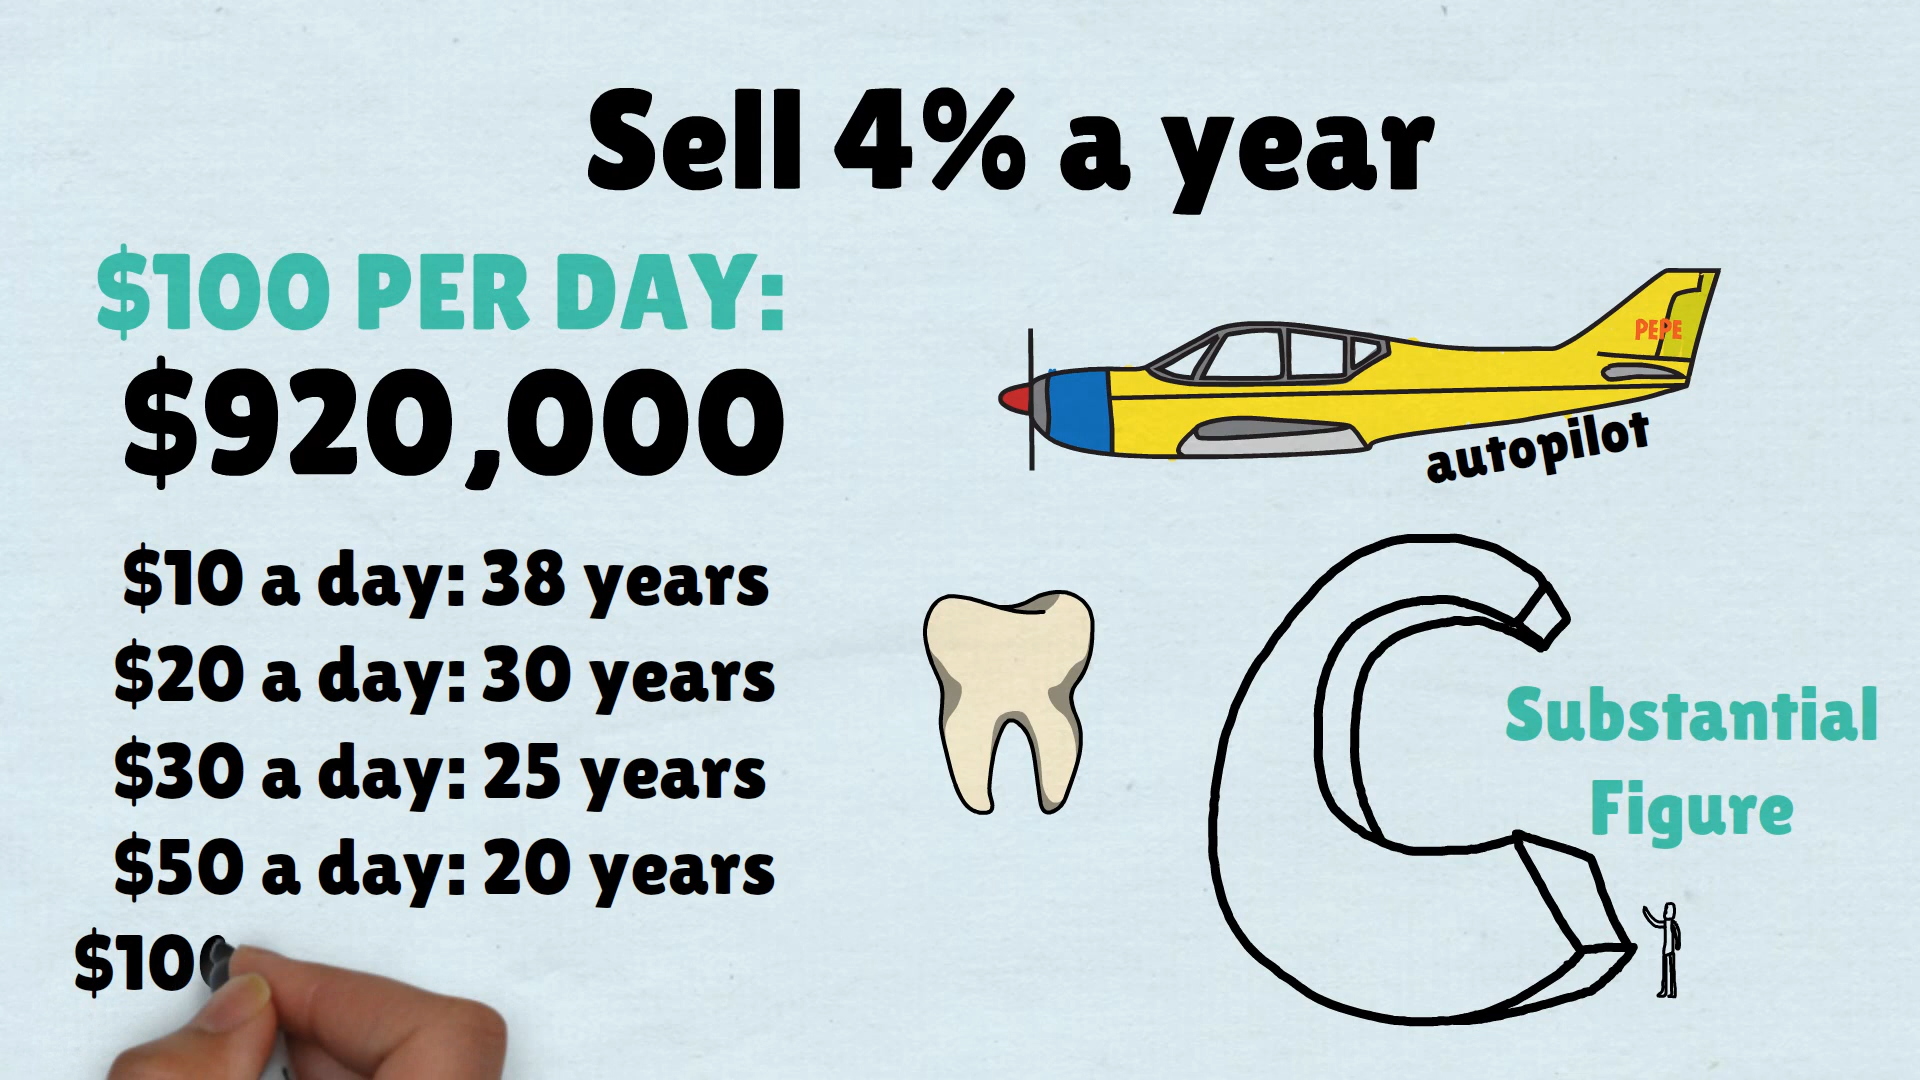 Sell 4% a year
$100 PER DAY:
$920,000
PEPE
autopilot
$10 a day: 38 years
$20 a day: 30 years
$30 a day: 25 years
$50 a day: 20 years
$100
Substantial
Figure